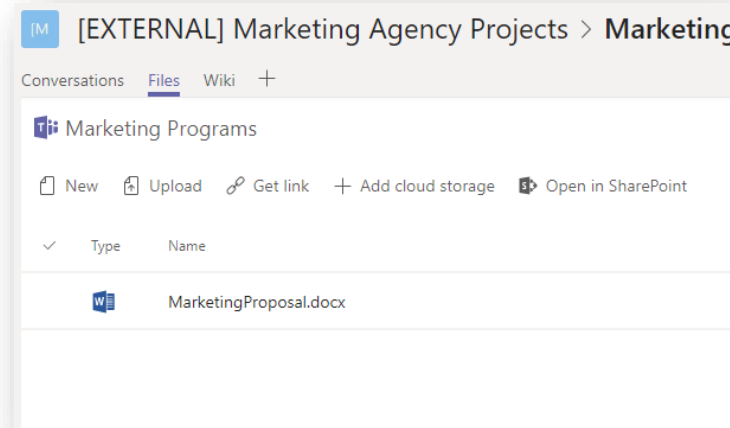 [M [EXTERNAL] Marketing Agency Projects > Marketing
Conversations Files Wiki +
Marketing Programs
New Upload Get link + Add cloud storage Open in SharePoint
Type Name
MarketingProposal.docx